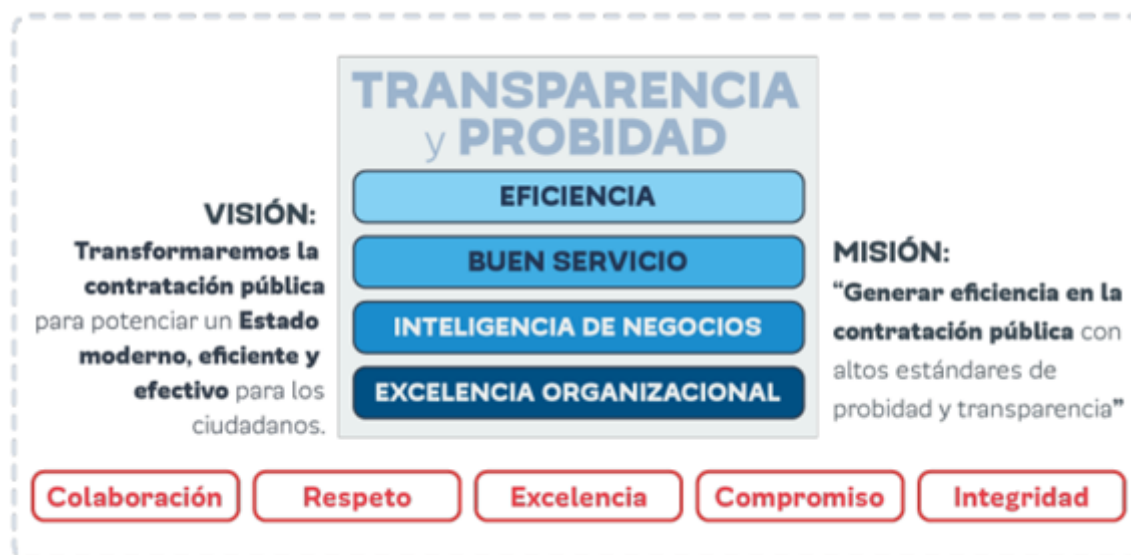 TRANSPARENCIA
y PROBIDAD
EFICIENCIA
BUEN SERVICIO
INTELIGENCIA DE NEGOCIOS
EXCELENCIA ORGANIZACIONAL
VISIÓN:
Transformaremos la
contratación pública
para potenciar un Estado
moderno, eficiente y
efectivo para los
ciudadanos.
MISIÓN:
“Generar eficiencia en la
contratación pública con
altos estándares de
probidad y transparencia”
Colaboración
Respeto
Excelencia
Compromiso
Integridad